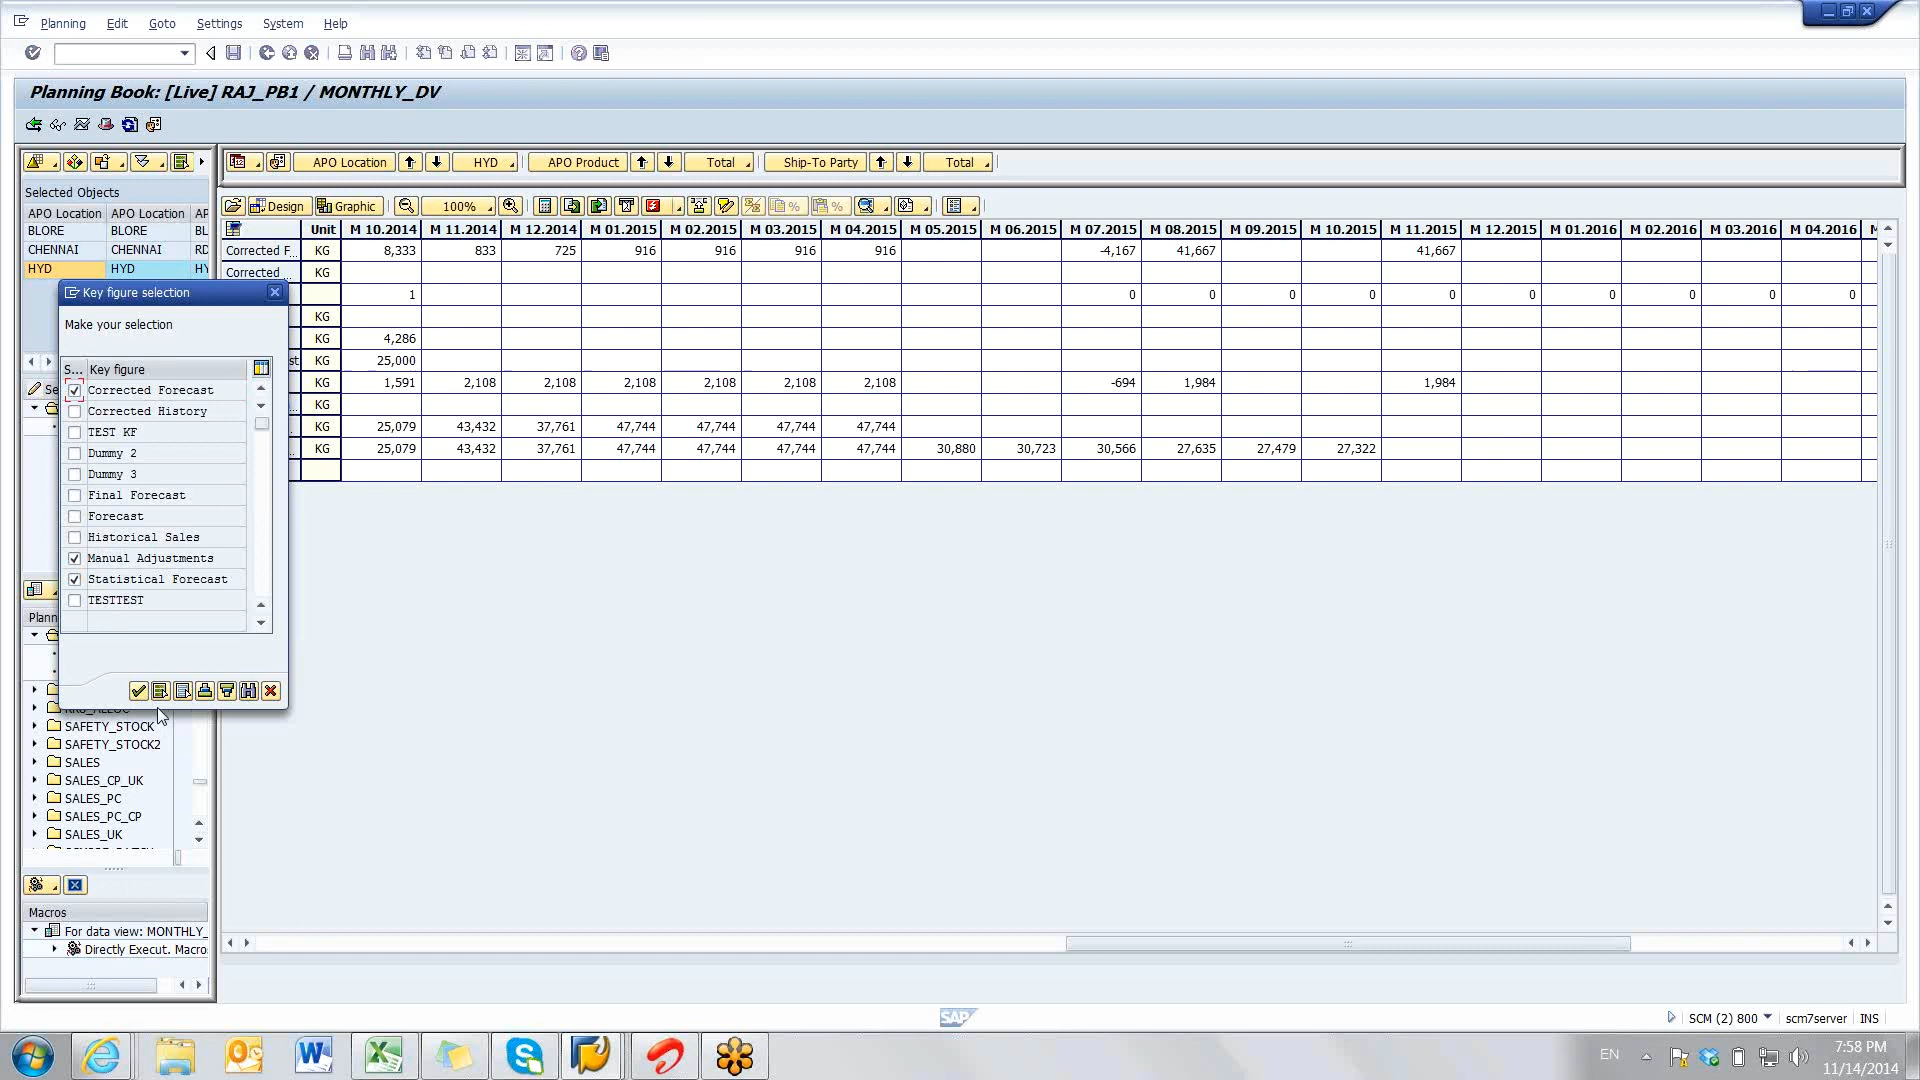 Planning Edit Goto Settings System Help
Planning Book: [Live] RAJ_PB1 / MONTHLY_DV
APO Location HYD APO Product Total Ship-To Party Total
Selected Objects
APO Location APO Location AP
BLORE BLORE BL
CHENNAI CHENNAI RD
HYD HYD HY
Design Graphic 100%
Unit M 10.2014 M 11.2014 M 12.2014 M 01.2015 M 02.2015 M 03.2015 M 04.2015 M 05.2015 M 06.2015 M 07.2015 M 08.2015 M 09.2015 M 10.2015 M 11.2015 M 12.2015 M 01.2016 M 02.2016 M 03.2016 M 04.2016 M
Corrected F... KG 8,333 833 725 916 916 916 916 -4,167 41,667 41,667
Corrected ... KG
1 0 0 0 0 0 0 0 0 0 0
KG
KG 4,286
st KG 25,000
KG 1,591 2,108 2,108 2,108 2,108 2,108 2,108 -694 1,984 1,984
KG
KG 25,079 43,432 37,761 47,744 47,744 47,744 47,744
KG 25,079 43,432 37,761 47,744 47,744 47,744 47,744 30,880 30,723 30,566 27,635 27,479 27,322
Key figure selection
Make your selection
S... Key figure
Corrected Forecast
Corrected History
TEST KF
Dummy 2
Dummy 3
Final Forecast
Forecast
Historical Sales
Manual Adjustments
Statistical Forecast
TESTTEST
Se
Plann
SAFETY_STOCK
SAFETY_STOCK2
SALES
SALES_CP_UK
SALES_PC
SALES_PC_CP
SALES_UK
Macros
For data view: MONTHLY_
Directly Execut. Macro
SAP
SCM (2) 800 scm7server INS
EN
7:58 PM
11/14/2014